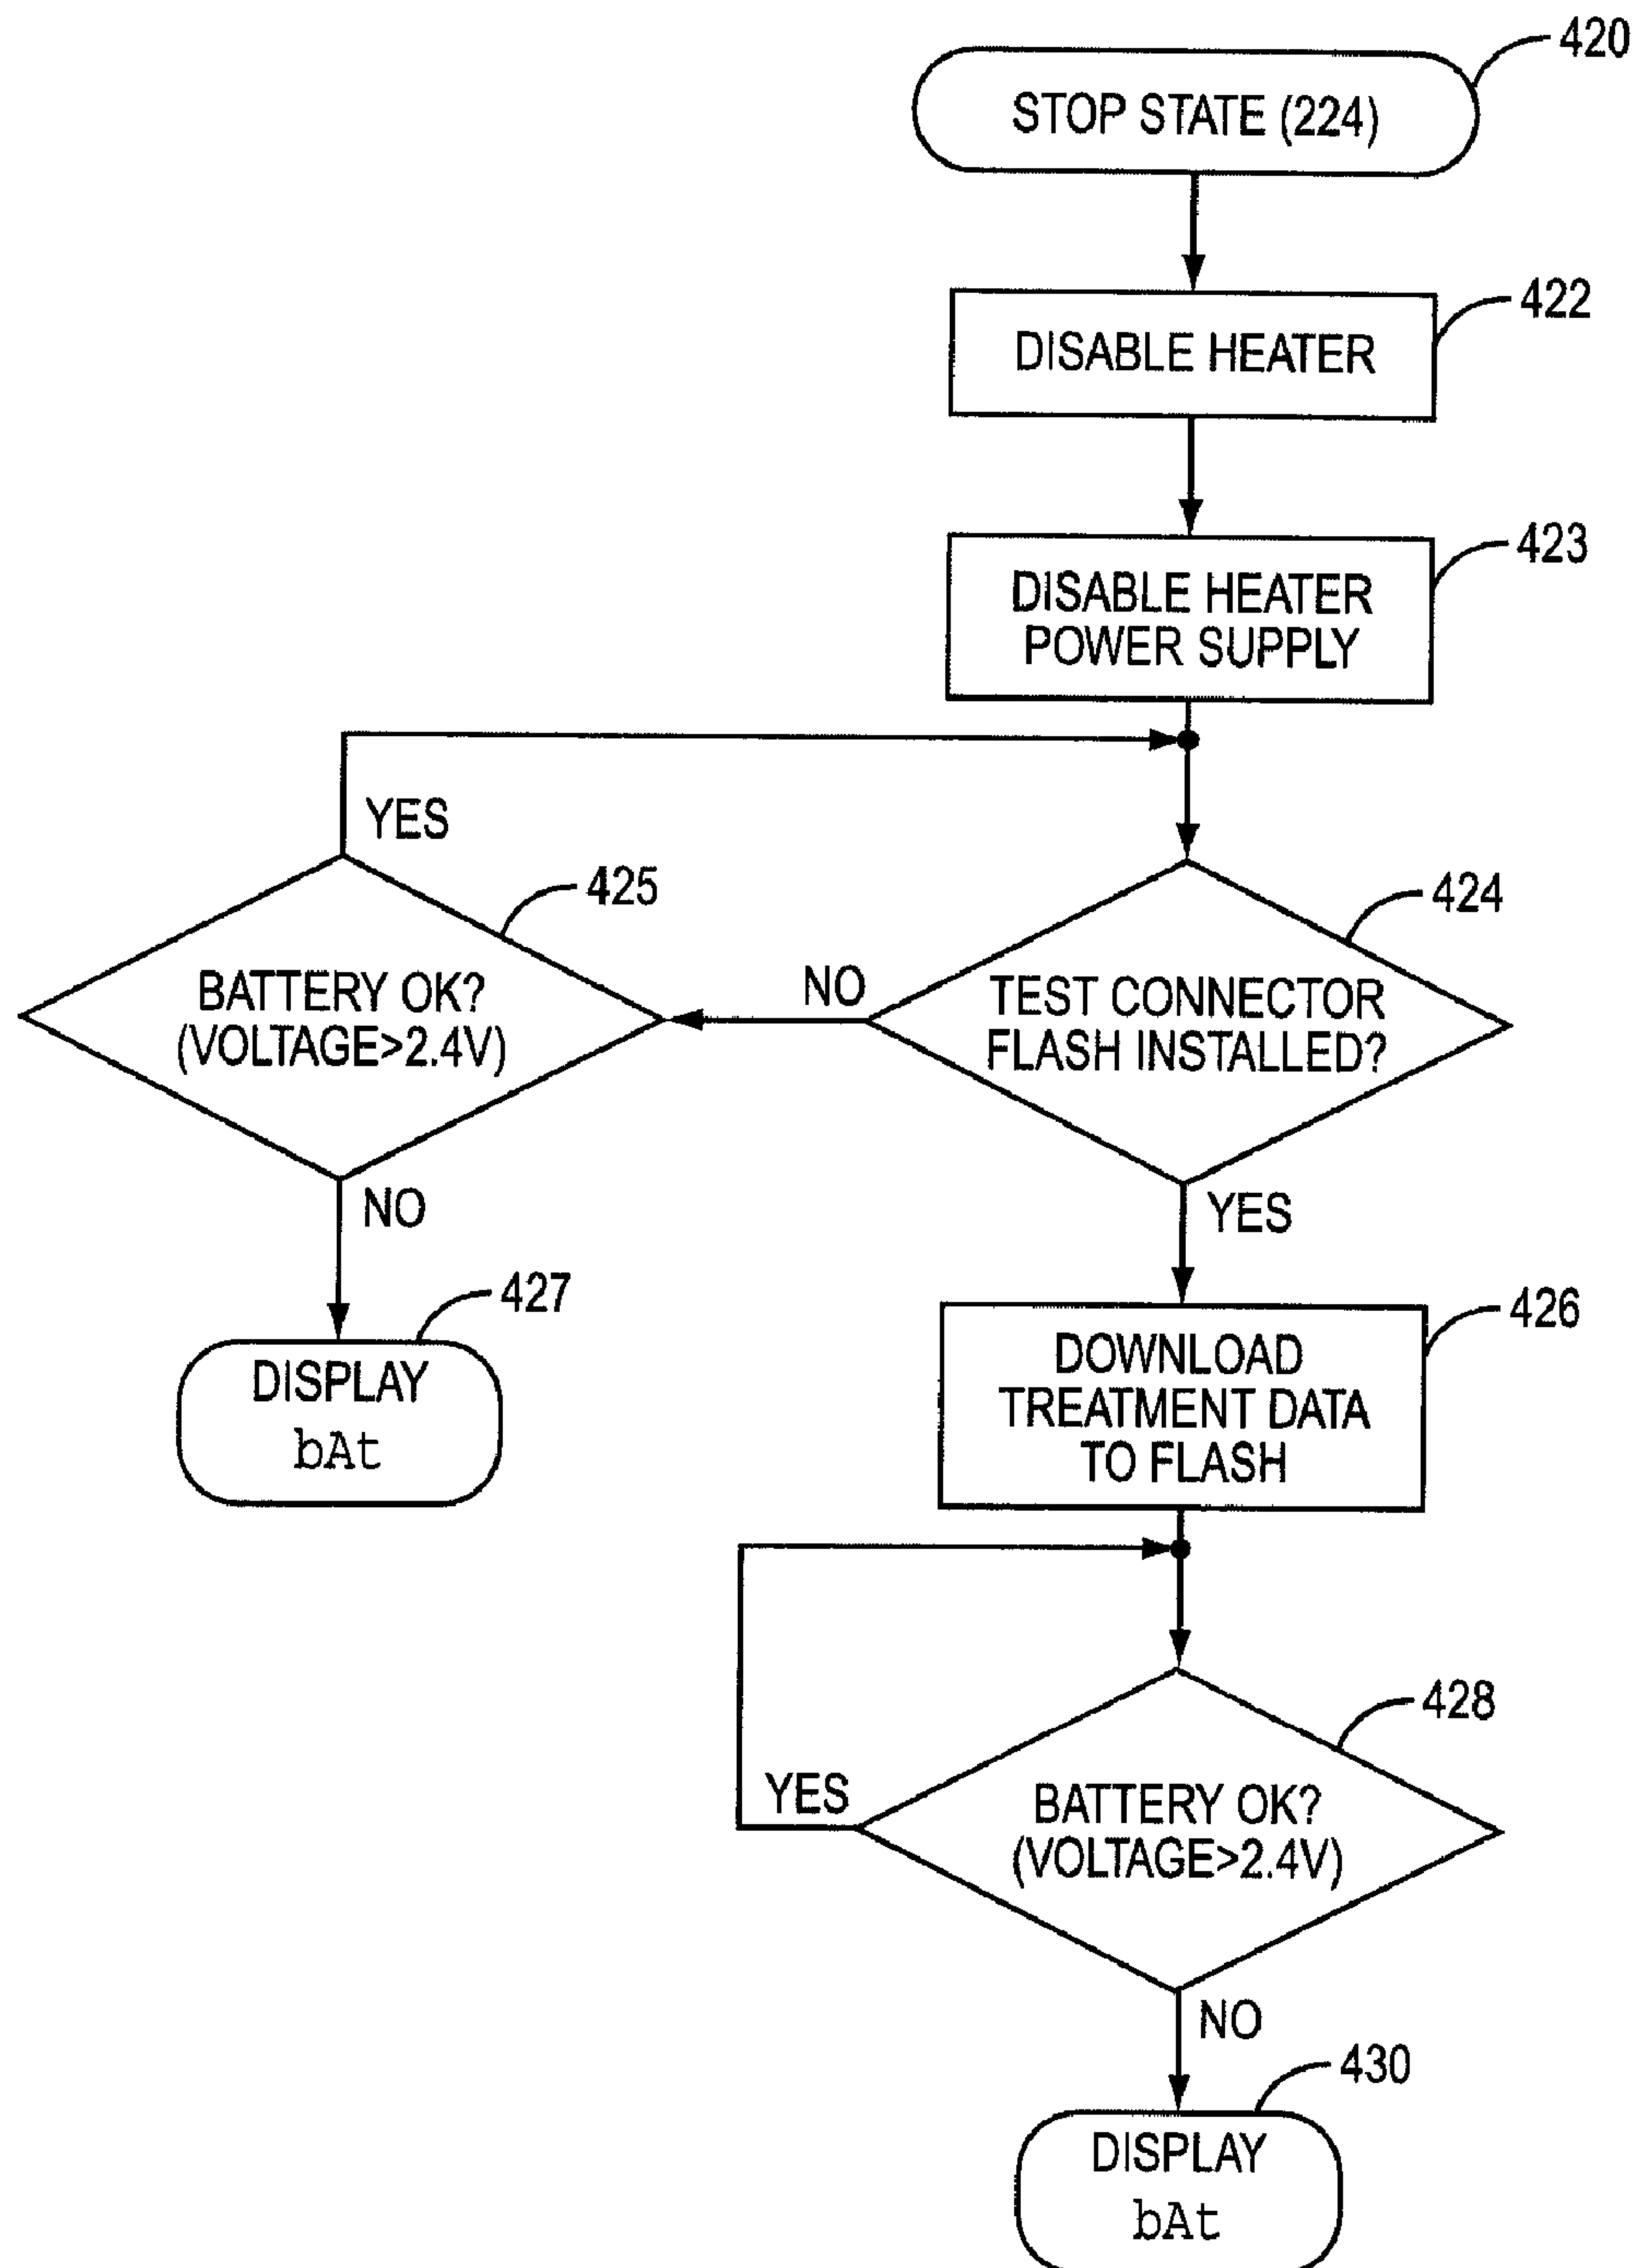 420
STOP STATE (224)
422
DISABLE HEATER
423
DISABLE HEATER
POWER SUPPLY
YES
425
424
BATTERY OK?
(VOLTAGE>2.4V)
NO
TEST CONNECTOR
FLASH INSTALLED?
NO
YES
427
426
DISPLAY
bAt
DOWNLOAD
TREATMENT DATA
TO FLASH
428
YES
BATTERY OK?
(VOLTAGE>2.4V)
NO
430
DISPLAY
bAt